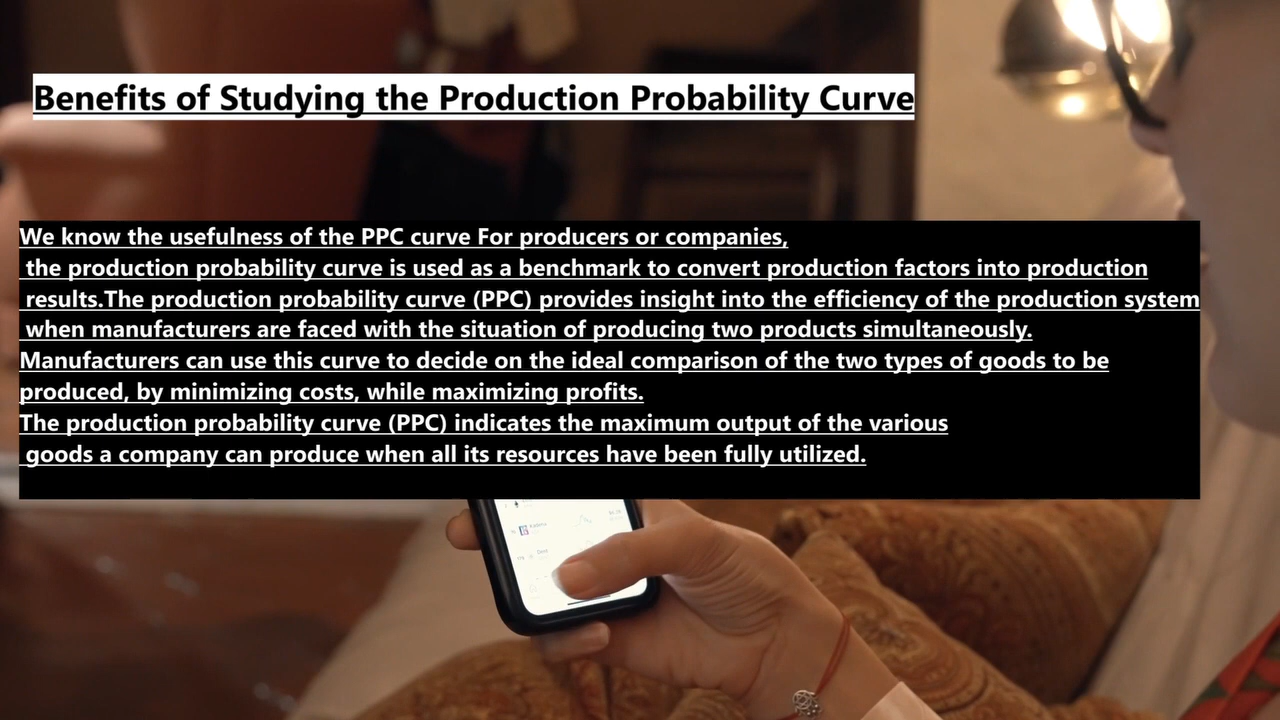 Benefits of Studying the Production Probability Curve
We know the usefulness of the PPC curve For producers or companies,
the production probability curve is used as a benchmark to convert production factors into production
results.The production probability curve (PPC) provides insight into the efficiency of the production system
when manufacturers are faced with the situation of producing two products simultaneously.
Manufacturers can use this curve to decide on the ideal comparison of the two types of goods to be
produced, by minimizing costs, while maximizing profits.
The production probability curve (PPC) indicates the maximum output of the various
goods a company can produce when all its resources have been fully utilized.